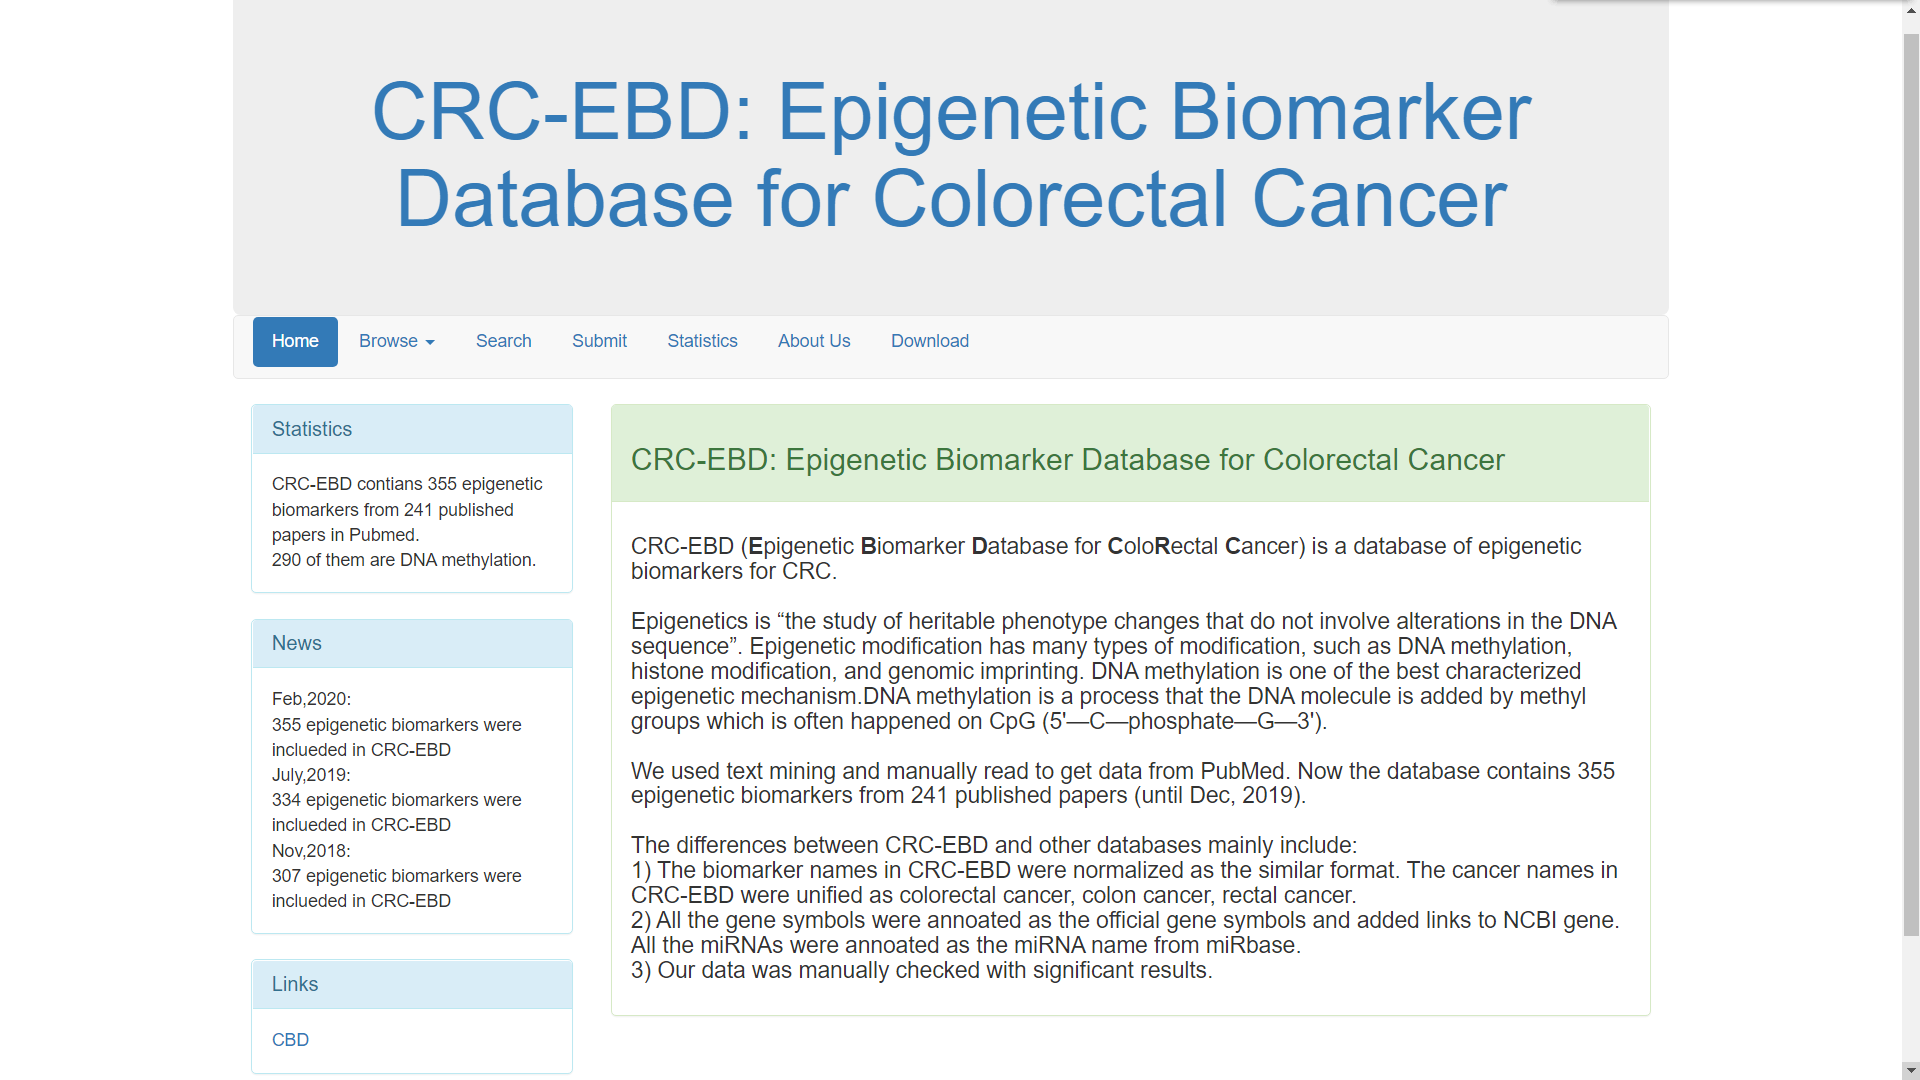 CRC-EBD: Epigenetic Biomarker
Database for Colorectal Cancer
Home
Browse
Search
Submit
Statistics
About Us
Download
Statistics
CRC-EBD contians 355 epigenetic
biomarkers from 241 published
papers in Pubmed.
290 of them are DNA methylation.
News
Feb,2020:
355 epigenetic biomarkers were
inclueded in CRC-EBD
July,2019:
334 epigenetic biomarkers were
inclueded in CRC-EBD
Nov,2018:
307 epigenetic biomarkers were
inclueded in CRC-EBD
Links
CBD
CRC-EBD: Epigenetic Biomarker Database for Colorectal Cancer
CRC-EBD (Epigenetic Biomarker Database for ColoRectal Cancer) is a database of epigenetic
biomarkers for CRC.
Epigenetics is “the study of heritable phenotype changes that do not involve alterations in the DNA
sequence”. Epigenetic modification has many types of modification, such as DNA methylation,
histone modification, and genomic imprinting. DNA methylation is one of the best characterized
epigenetic mechanism.DNA methylation is a process that the DNA molecule is added by methyl
groups which is often happened on CpG (5'—C—phosphate—G—3').
We used text mining and manually read to get data from PubMed. Now the database contains 355
epigenetic biomarkers from 241 published papers (until Dec, 2019).
The differences between CRC-EBD and other databases mainly include:
1) The biomarker names in CRC-EBD were normalized as the similar format. The cancer names in
CRC-EBD were unified as colorectal cancer, colon cancer, rectal cancer.
2) All the gene symbols were annoated as the official gene symbols and added links to NCBI gene.
All the miRNAs were annoated as the miRNA name from miRbase.
3) Our data was manually checked with significant results.